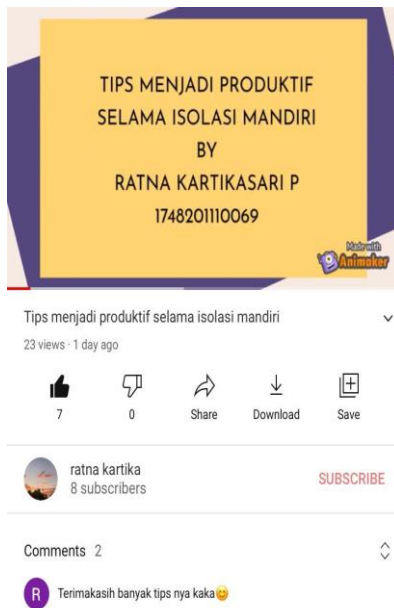 TIPS MENJADI PRODUKTIF
SELAMA ISOLASI MANDIRI
BY
RATNA KARTIKASARI P
1748201110069
Made with
Animaker
Tips menjadi produktif selama isolasi mandiri
23 views · 1 day ago
7 0 Share Download Save
ratna kartika SUBSCRIBE
8 subscribers
Comments 2
R Terimakasih banyak tips nya kaka😊